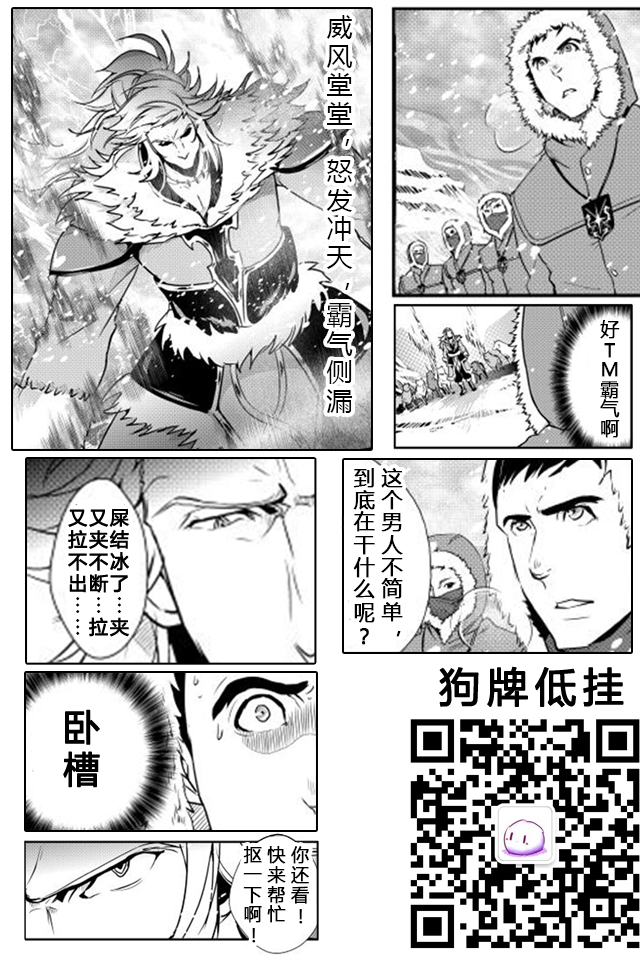 威风堂堂，怒发冲天，霸气侧漏
好TM霸气啊
这个男人不简单，
到底在干什么呢？
屎结冰了…夹
又夹不断…拉
又拉不出……
卧
槽
你还看！
快来帮忙
抠一下啊！
狗牌低挂